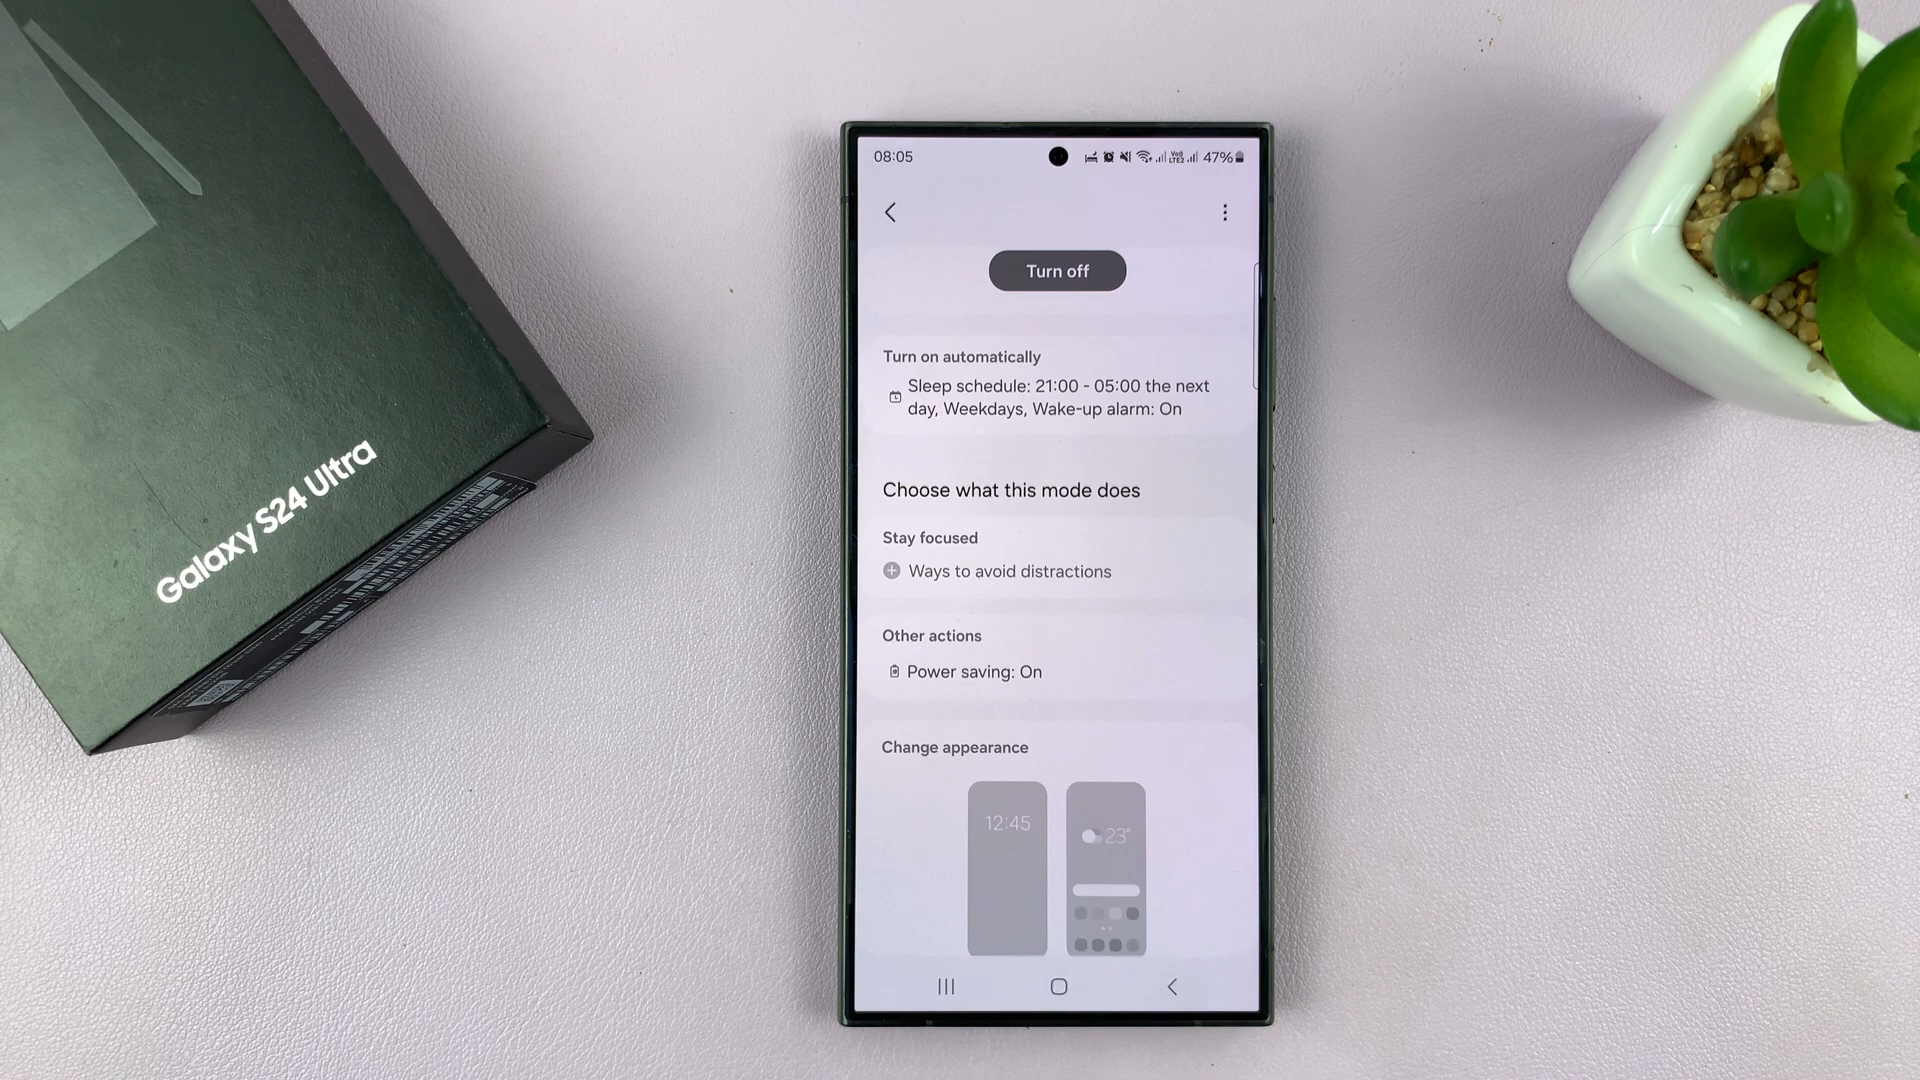 Galaxy S24 Ultra
08:05
47%
Turn off
Turn on automatically
Sleep schedule: 21:00 - 05:00 the next
day, Weekdays, Wake-up alarm: On
Choose what this mode does
Stay focused
Ways to avoid distractions
Other actions
Power saving: On
Change appearance
12:45
23°